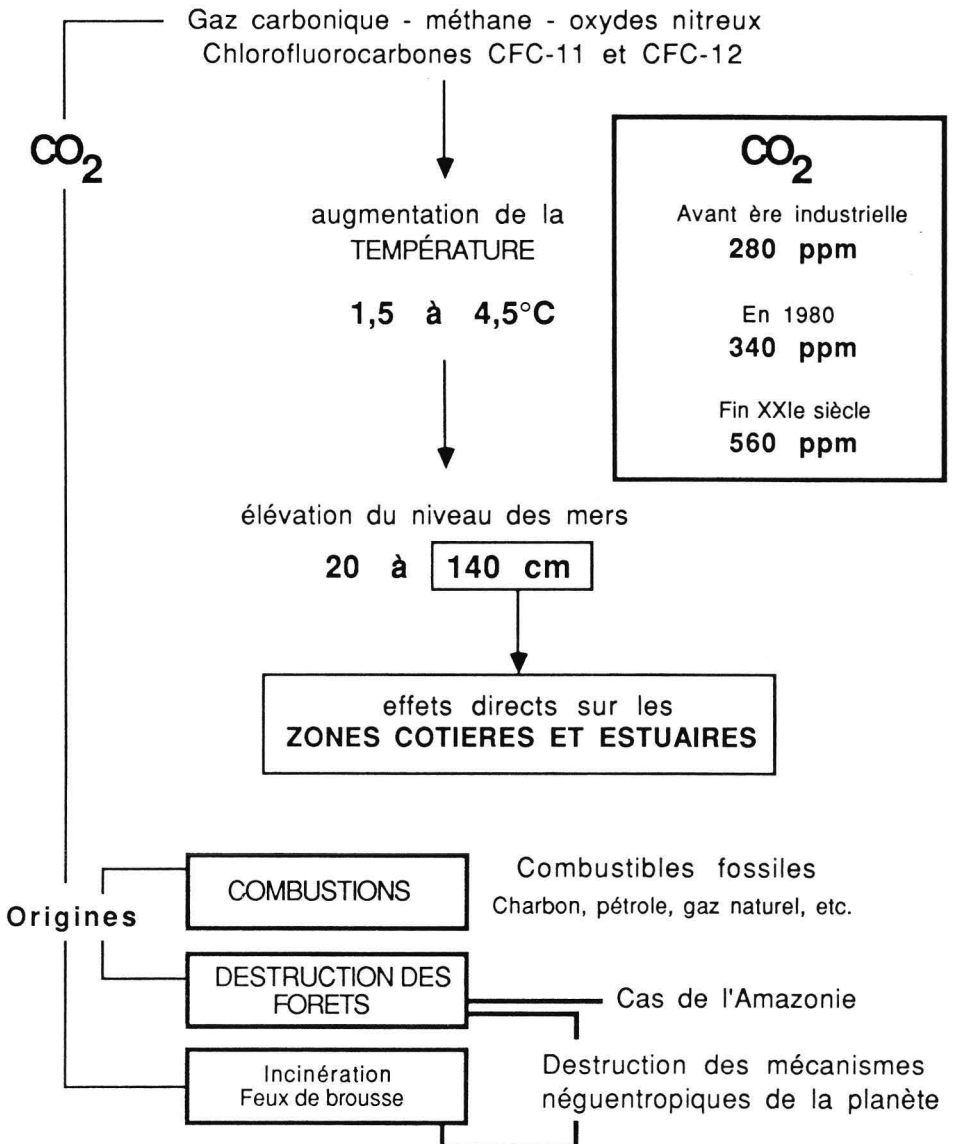 Gaz carbonique - méthane - oxydes nitreux
Chlorofluorocarbones CFC-11 et CFC-12
CO2
augmentation de la
TEMPÉRATURE
1,5 à 4,5°C
CO2
Avant ère industrielle
280 ppm
En 1980
340 ppm
Fin XXIe siècle
560 ppm
élévation du niveau des mers
20 à 140 cm
effets directs sur les
ZONES COTIERES ET ESTUAIRES
Origines
COMBUSTIONS
Combustibles fossiles
Charbon, pétrole, gaz naturel, etc.
DESTRUCTION DES
FORETS
Cas de l'Amazonie
Incinération
Feux de brousse
Destruction des mécanismes
néguentropiques de la planète